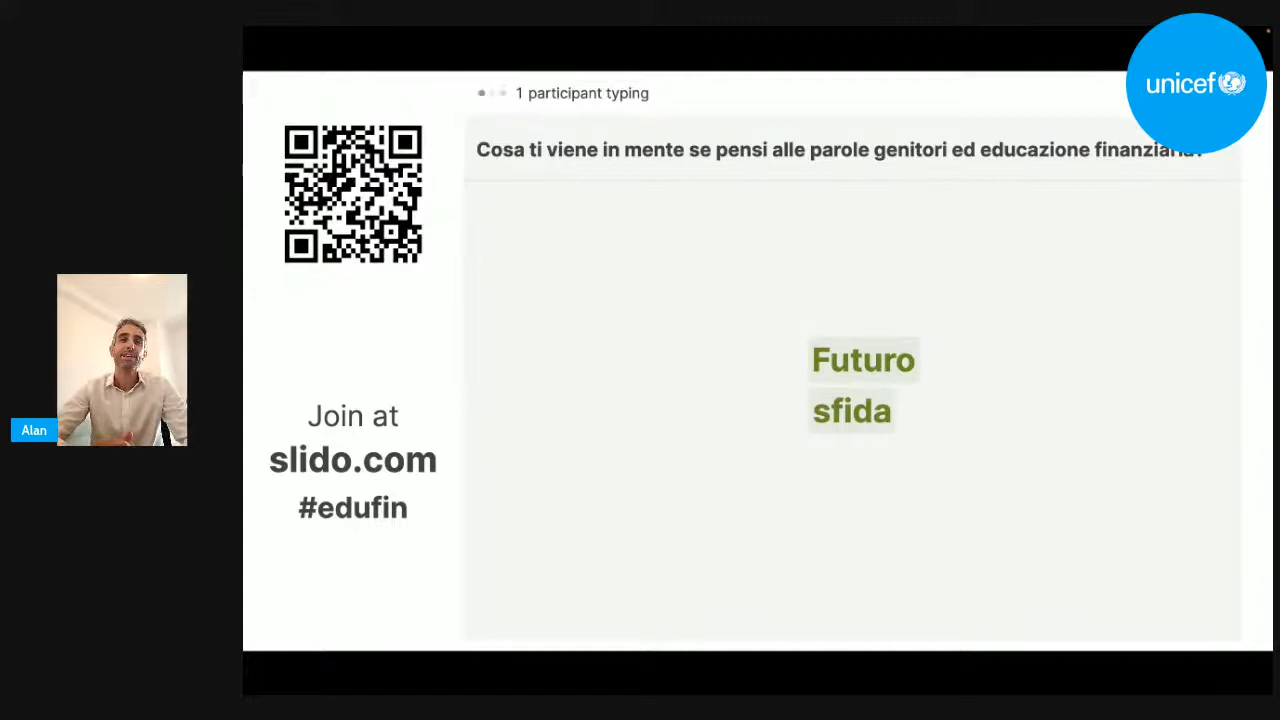 1 participant typing
unicef
Cosa ti viene in mente se pensi alle parole genitori ed educazione finanziaria?
Futuro
sfida
Join at
slido.com
#edufin
Alan